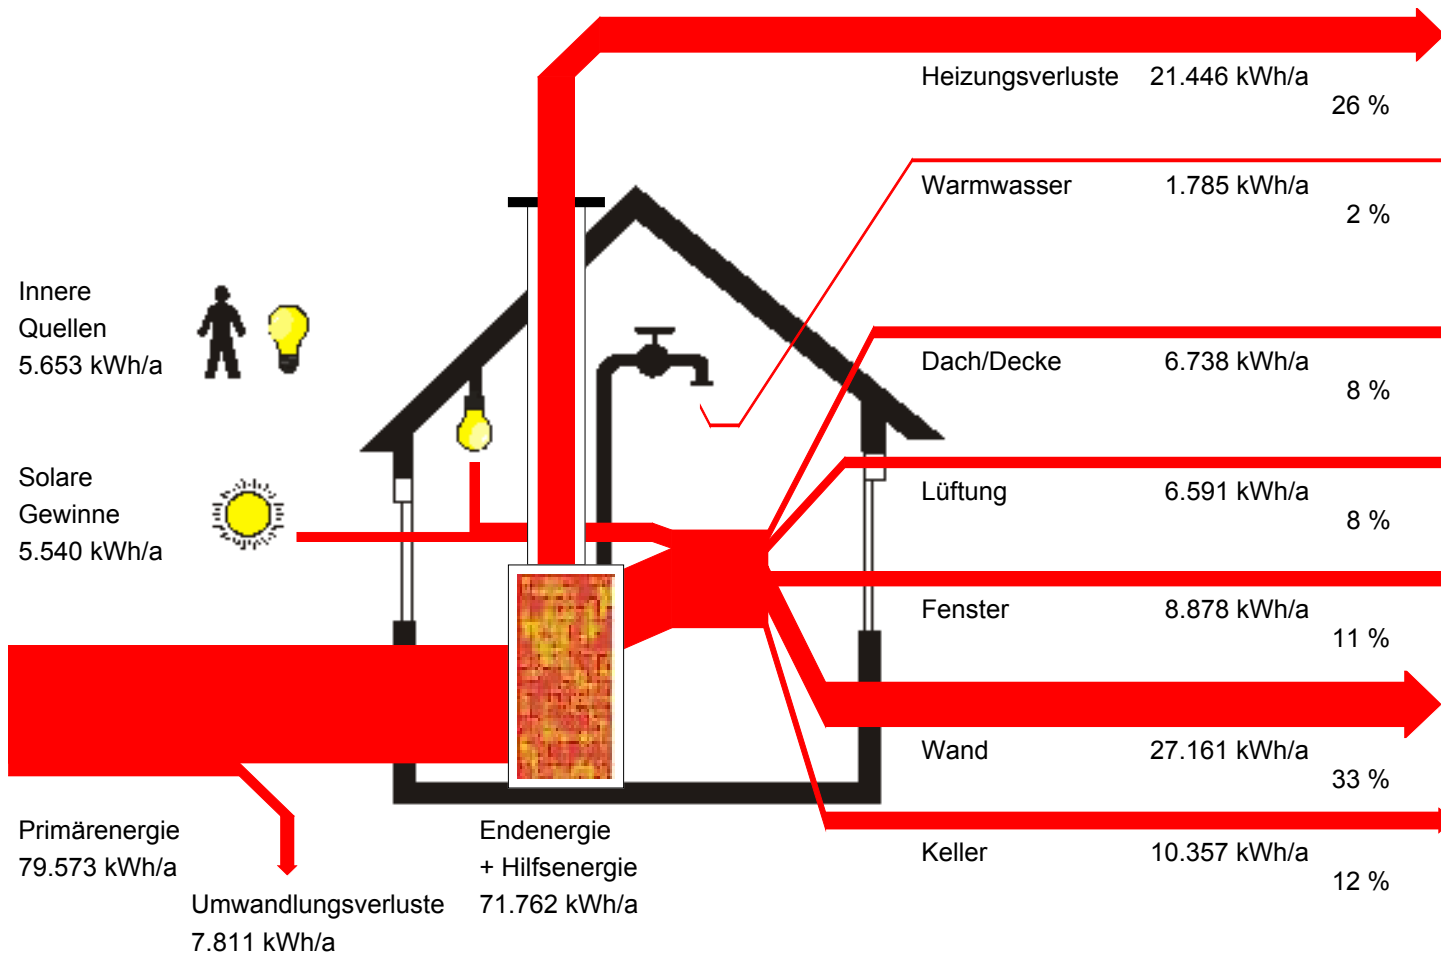 Heizungsverluste 21.446 kWh/a
26 %
Warmwasser 1.785 kWh/a
2 %
Innere
Quellen
5.653 kWh/a
Dach/Decke 6.738 kWh/a
8 %
Solare
Gewinne
5.540 kWh/a
Lüftung 6.591 kWh/a
8 %
Fenster 8.878 kWh/a
11 %
Wand 27.161 kWh/a
33 %
Keller 10.357 kWh/a
12 %
Primärenergie
79.573 kWh/a
Umwandlungsverluste
7.811 kWh/a
Endenergie
+ Hilfsenergie
71.762 kWh/a